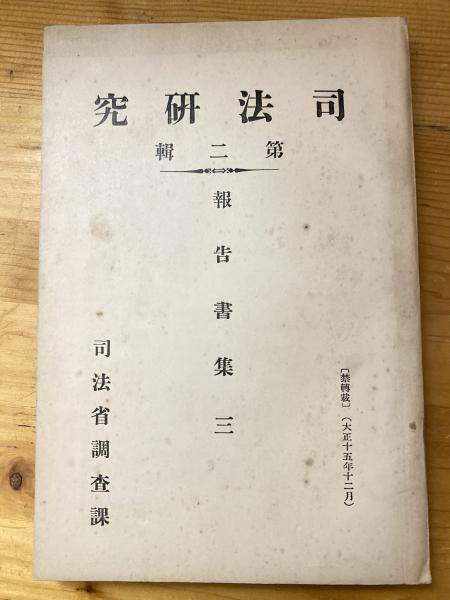 司法研究
第二輯
報告書集三
〔禁轉載〕(大正十五年十二月)
司法省調査課